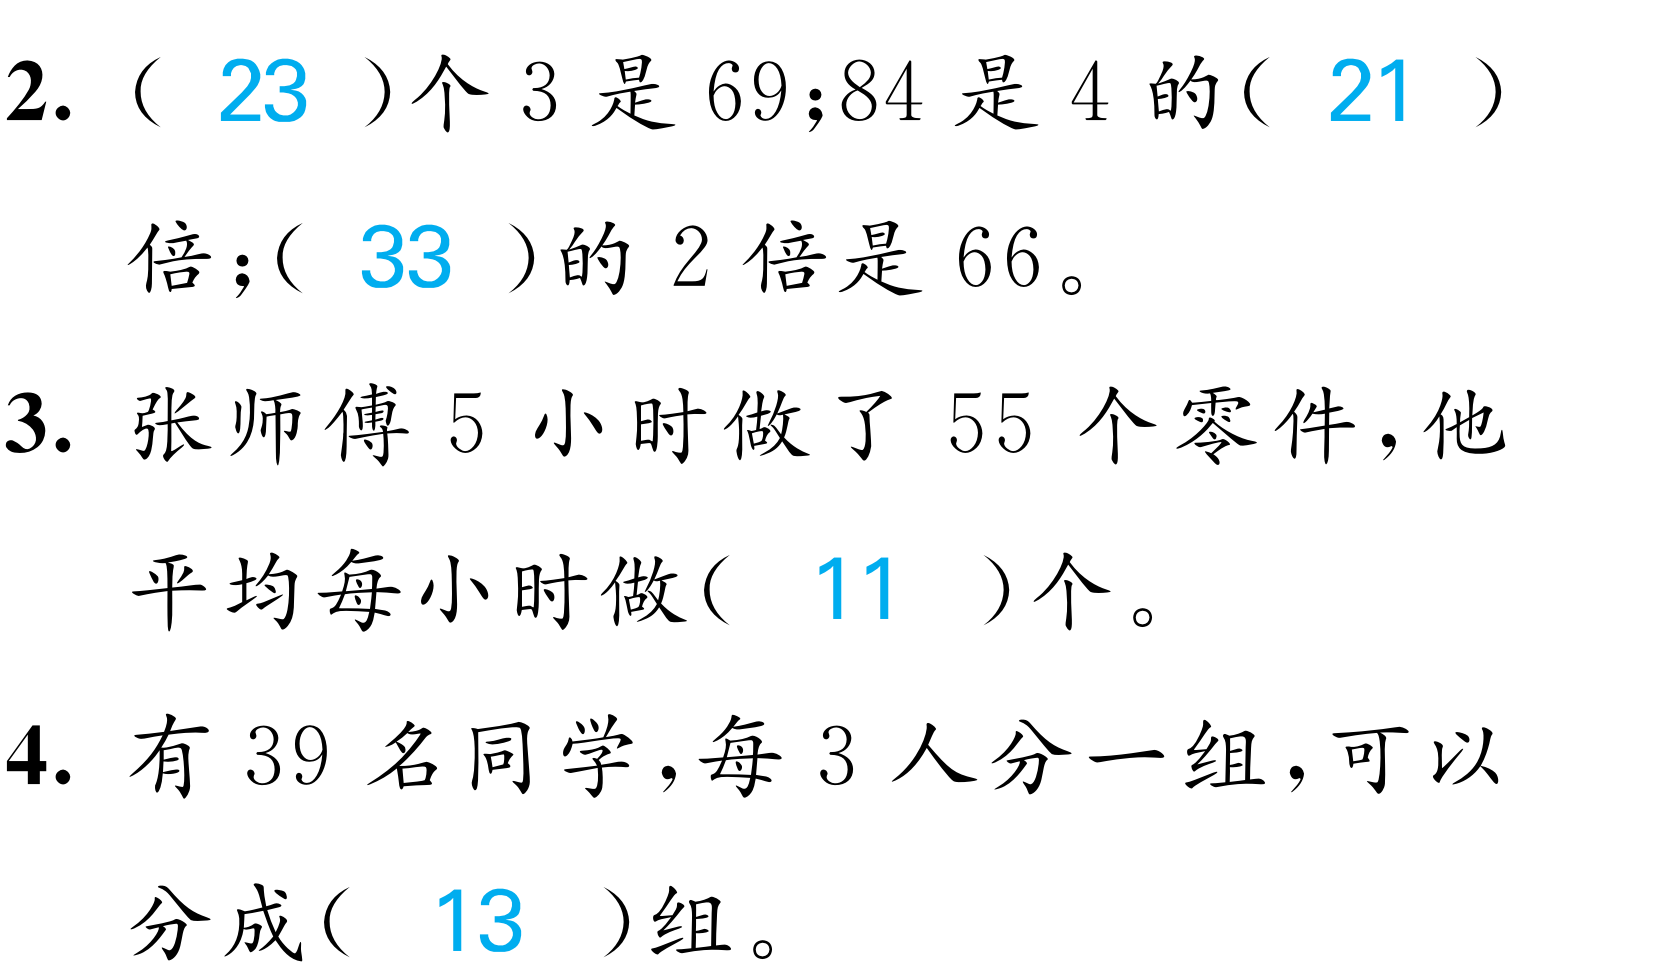 2. ( 23 )个 3 是 69;84 是 4 的( 21 )
倍;( 33 )的 2 倍是 66。
3. 张师傅 5 小时做了 55 个零件,他
平均每小时做( 11 )个。
4. 有 39 名同学,每 3 人分一组,可以
分成( 13 )组。